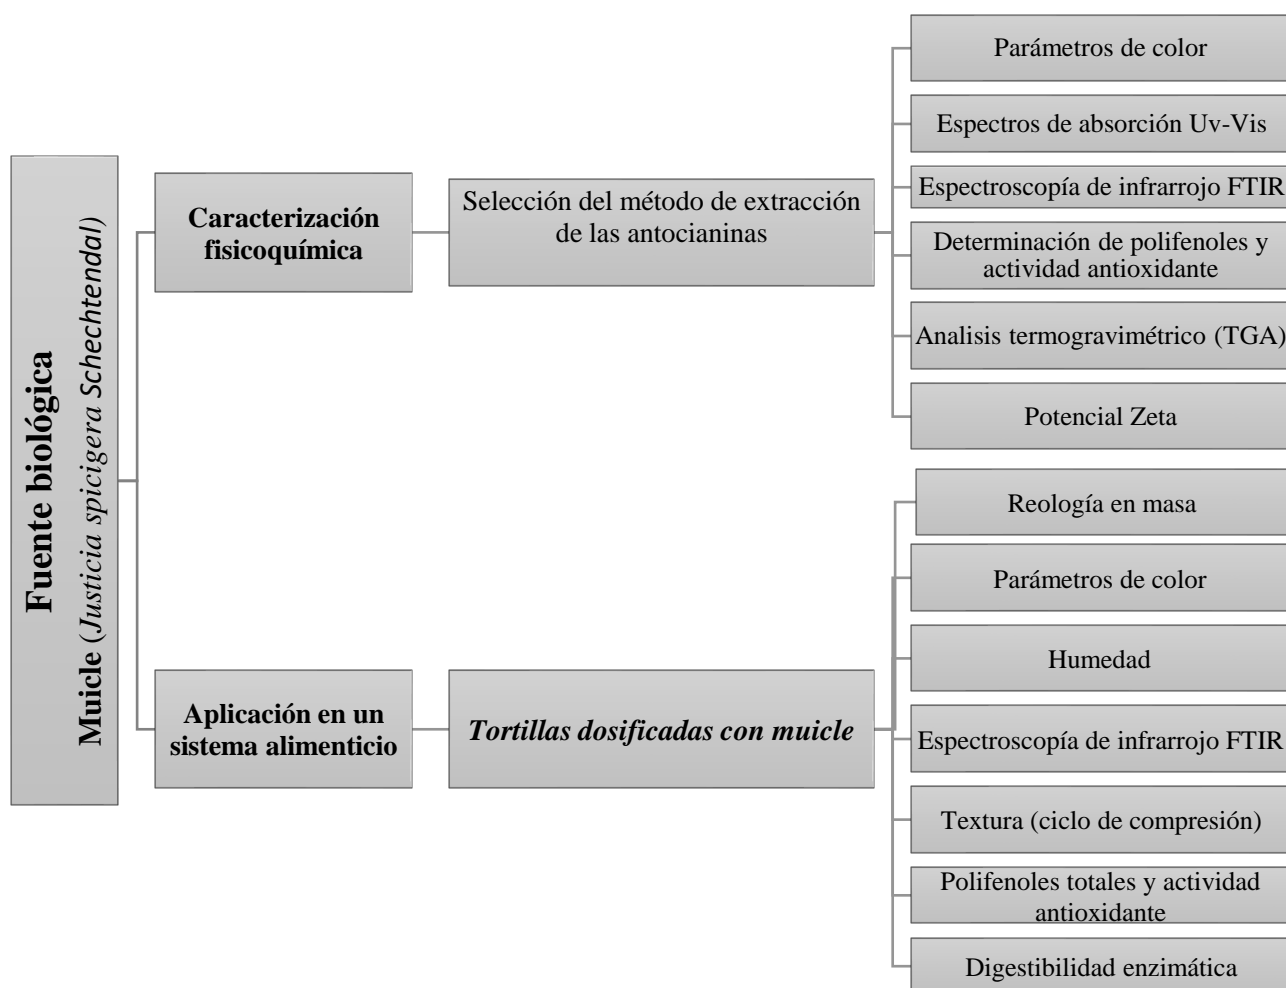 Fuente biológica
Muicle (Justicia spicigera Schechtendal)
Caracterización
fisicoquímica
Selección del método de extracción
de las antocianinas
Parámetros de color
Espectros de absorción Uv-Vis
Espectroscopía de infrarrojo FTIR
Determinación de polifenoles y
actividad antioxidante
Analisis termogravimétrico (TGA)
Potencial Zeta
Aplicación en un
sistema alimenticio
Tortillas dosificadas con muicle
Reología en masa
Parámetros de color
Humedad
Espectroscopía de infrarrojo FTIR
Textura (ciclo de compresión)
Polifenoles totales y actividad
antioxidante
Digestibilidad enzimática